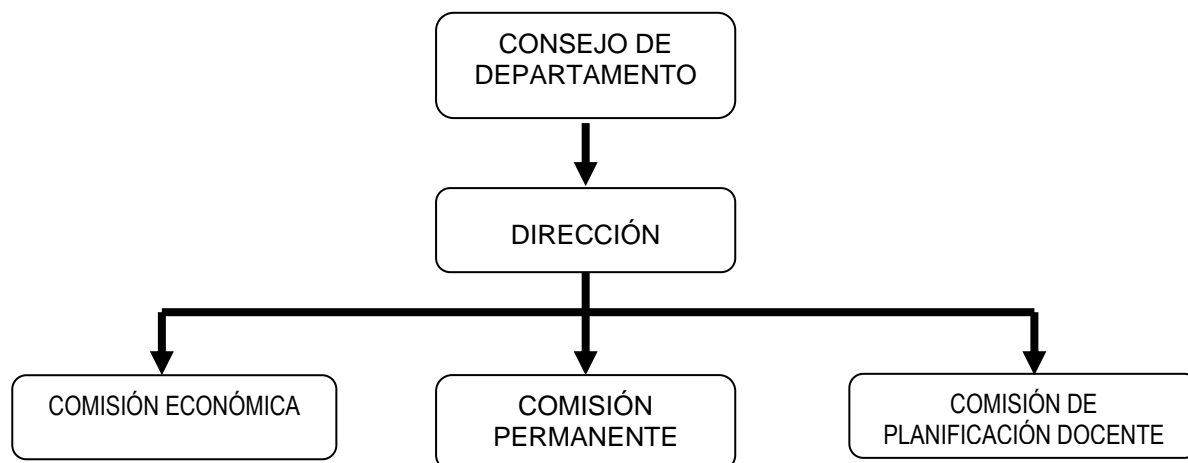 CONSEJO DE
DEPARTAMENTO
DIRECCIÓN
COMISIÓN ECONÓMICA
COMISIÓN
PERMANENTE
COMISIÓN DE
PLANIFICACIÓN DOCENTE